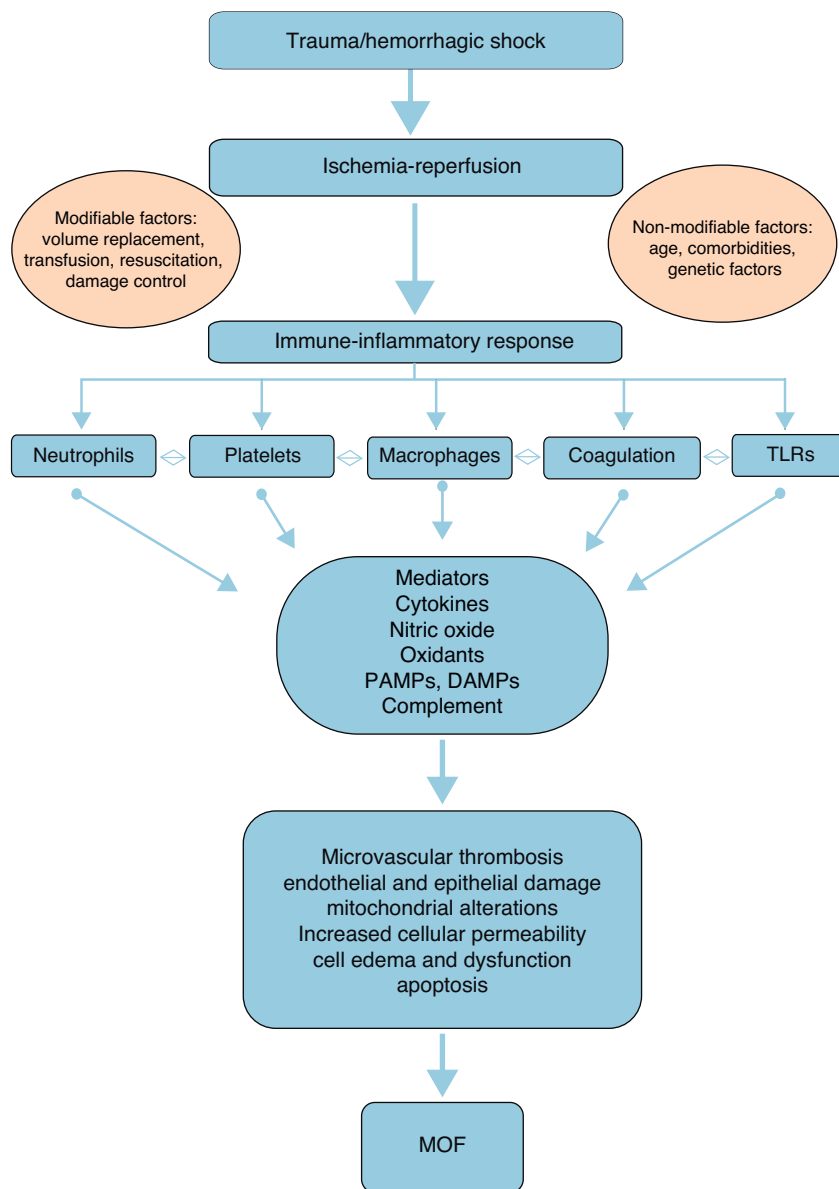 Trauma/hemorrhagic shock
Ischemia-reperfusion
Modifiable factors:
volume replacement,
transfusion, resuscitation,
damage control
Non-modifiable factors:
age, comorbidities,
genetic factors
Immune-inflammatory response
Neutrophils
Platelets
Macrophages
Coagulation
TLRs
Mediators
Cytokines
Nitric oxide
Oxidants
PAMPs, DAMPs
Complement
Microvascular thrombosis
endothelial and epithelial damage
mitochondrial alterations
Increased cellular permeability
cell edema and dysfunction
apoptosis
MOF